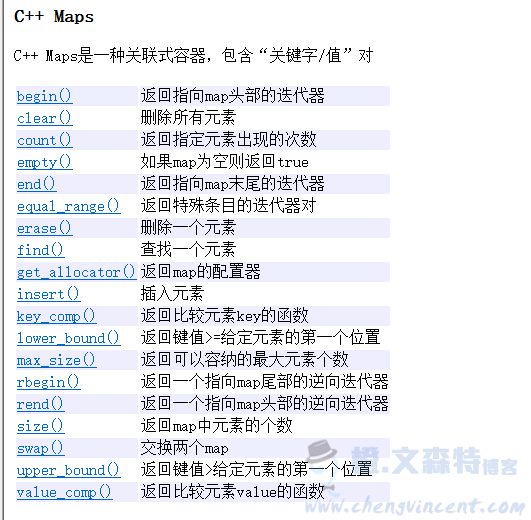 C++ Maps
C++ Maps是一种关联式容器，包含“关键字/值”对
begin() 返回指向map头部的迭代器
clear() 删除所有元素
count() 返回指定元素出现的次数
empty() 如果map为空则返回true
end() 返回指向map末尾的迭代器
equal_range() 返回特殊条目的迭代器对
erase() 删除一个元素
find() 查找一个元素
get_allocator() 返回map的配置器
insert() 插入元素
key_comp() 返回比较元素key的函数
lower_bound() 返回键值>=给定元素的第一个位置
max_size() 返回可以容纳的最大元素个数
rbegin() 返回一个指向map尾部的逆向迭代器
rend() 返回一个指向map头部的逆向迭代器
size() 返回map中元素的个数
swap() 交换两个map
upper_bound() 返回键值>给定元素的第一个位置
value_comp() 返回比较元素value的函数
橙.文森特博客
www.chengvincent.com